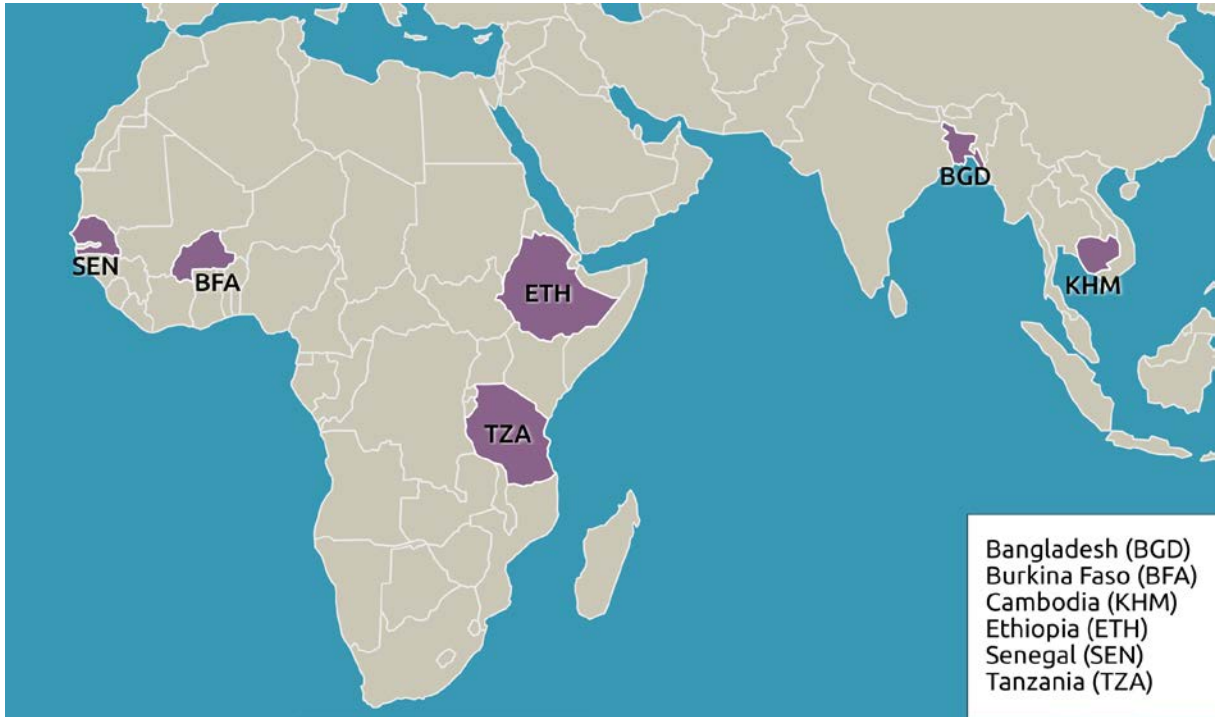 BGD
SEN
BFA
ETH
KHM
TZA
Bangladesh (BGD)
Burkina Faso (BFA)
Cambodia (KHM)
Ethiopia (ETH)
Senegal (SEN)
Tanzania (TZA)